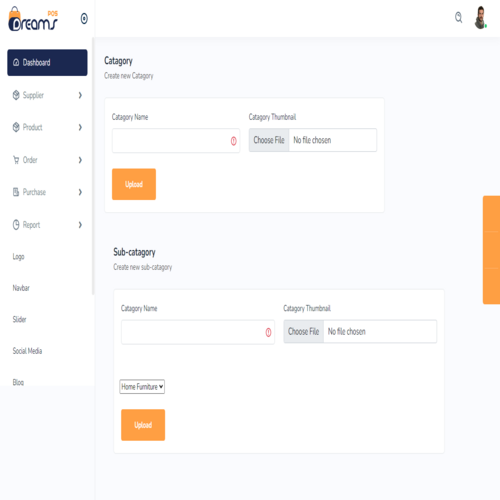 POS
Dreams
Dashboard
Supplier
Product
Order
Purchase
Report
Logo
Navbar
Slider
Social Media
Blog
Catagory
Create new Catagory
Catagory Name
Catagory Thumbnail
Choose File No file chosen
Upload
Sub-catagory
Create new sub-catagory
Catagory Name
Catagory Thumbnail
Choose File No file chosen
Home Furniture
Upload